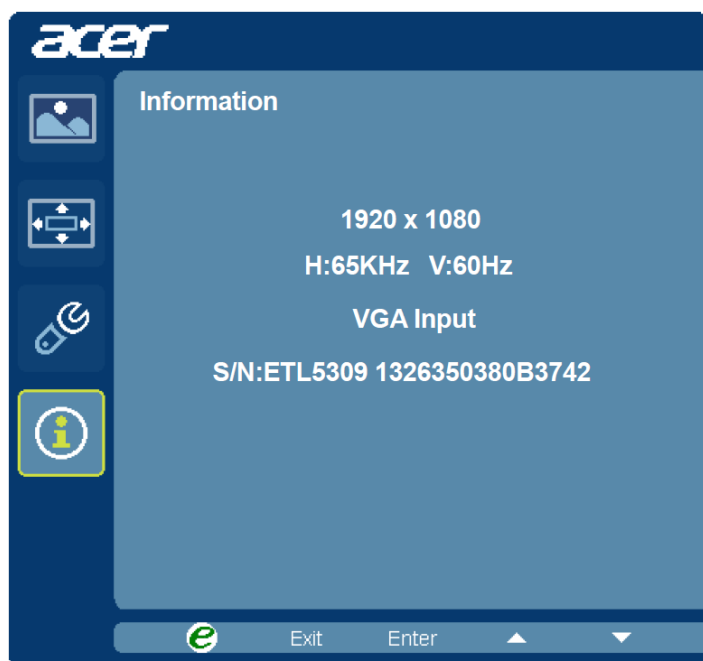 acer
Information
1920 x 1080
H:65KHz V:60Hz
VGA Input
S/N:ETL5309 1326350380B3742
e Exit Enter